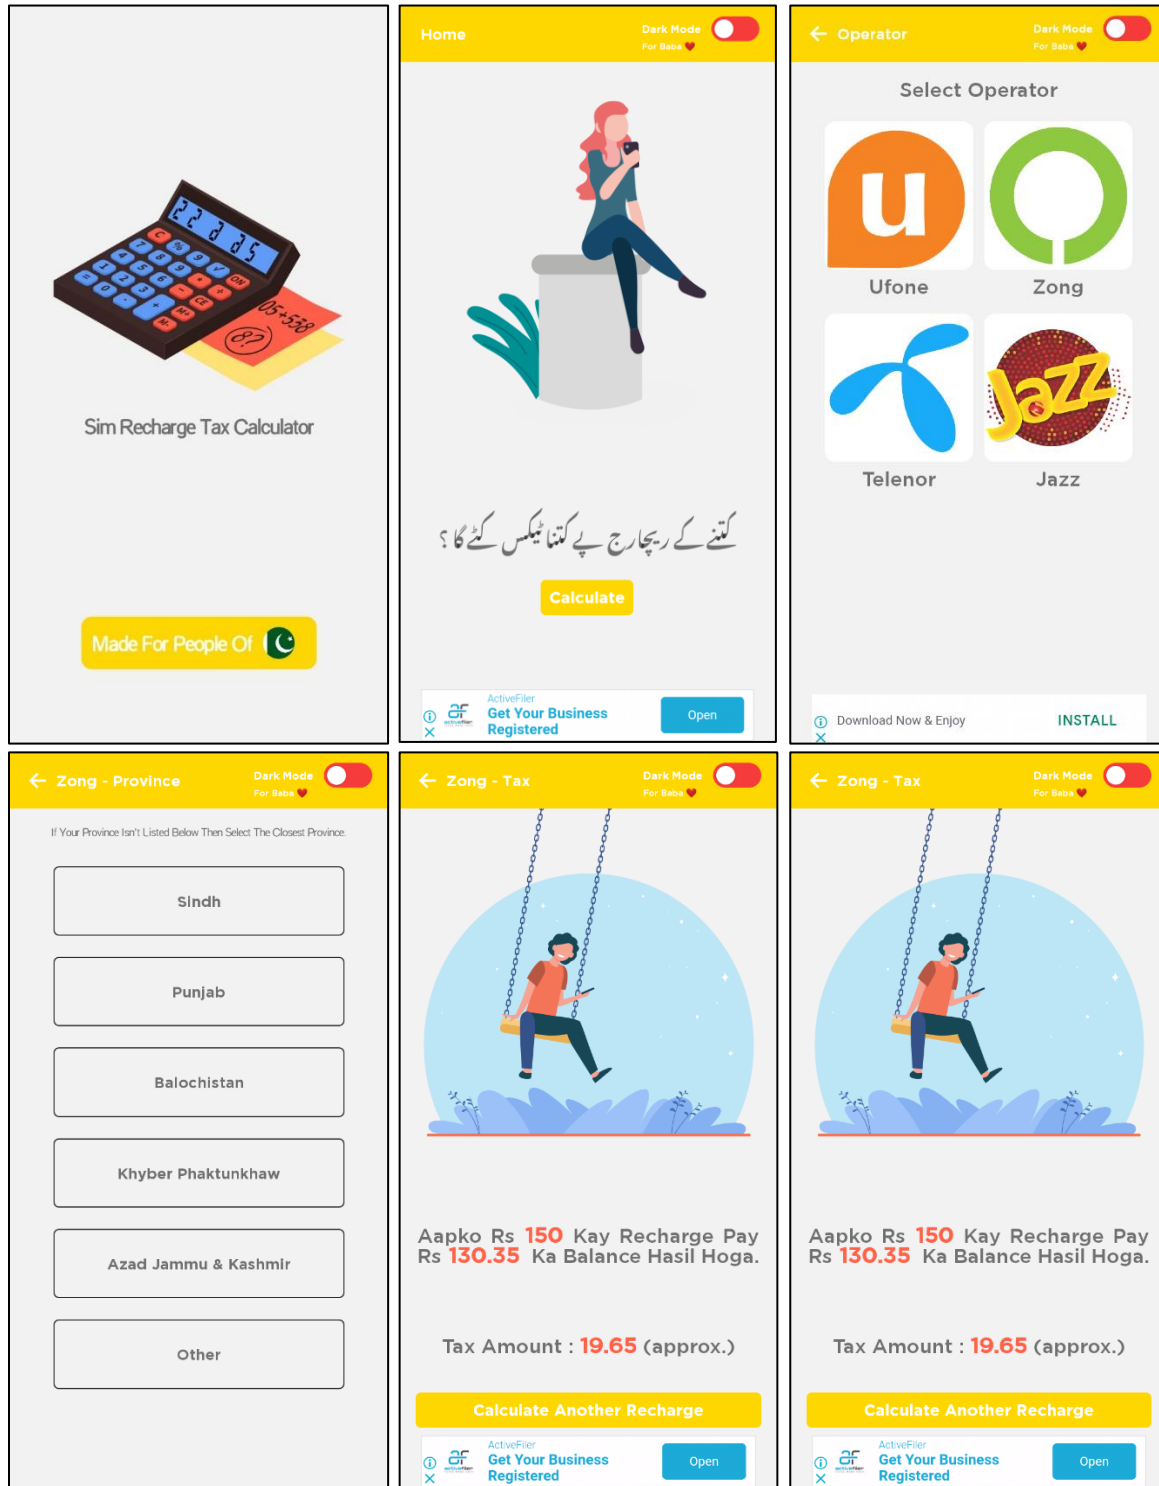 22 a a5
05+538
8?
Sim Recharge Tax Calculator
Made For People Of
Home
Dark Mode
For Baba
کتنے کے ریچارج پے کتنا ٹیکس کٹے گا ؟
Calculate
ActiveFiler
Get Your Business
Registered
Open
Operator
Dark Mode
For Baba
Select Operator
u
Ufone
Zong
Jazz
Telenor
Jazz
Download Now & Enjoy
INSTALL
Zong - Province
Dark Mode
For Baba
If Your Province Isn't Listed Below Then Select The Closest Province.
Sindh
Punjab
Balochistan
Khyber Phaktunkhaw
Azad Jammu & Kashmir
Other
Zong - Tax
Dark Mode
For Baba
Aapko Rs 150 Kay Recharge Pay
Rs 130.35 Ka Balance Hasil Hoga.
Tax Amount : 19.65 (approx.)
Calculate Another Recharge
ActiveFiler
Get Your Business
Registered
Open
Zong - Tax
Dark Mode
For Baba
Aapko Rs 150 Kay Recharge Pay
Rs 130.35 Ka Balance Hasil Hoga.
Tax Amount : 19.65 (approx.)
Calculate Another Recharge
ActiveFiler
Get Your Business
Registered
Open